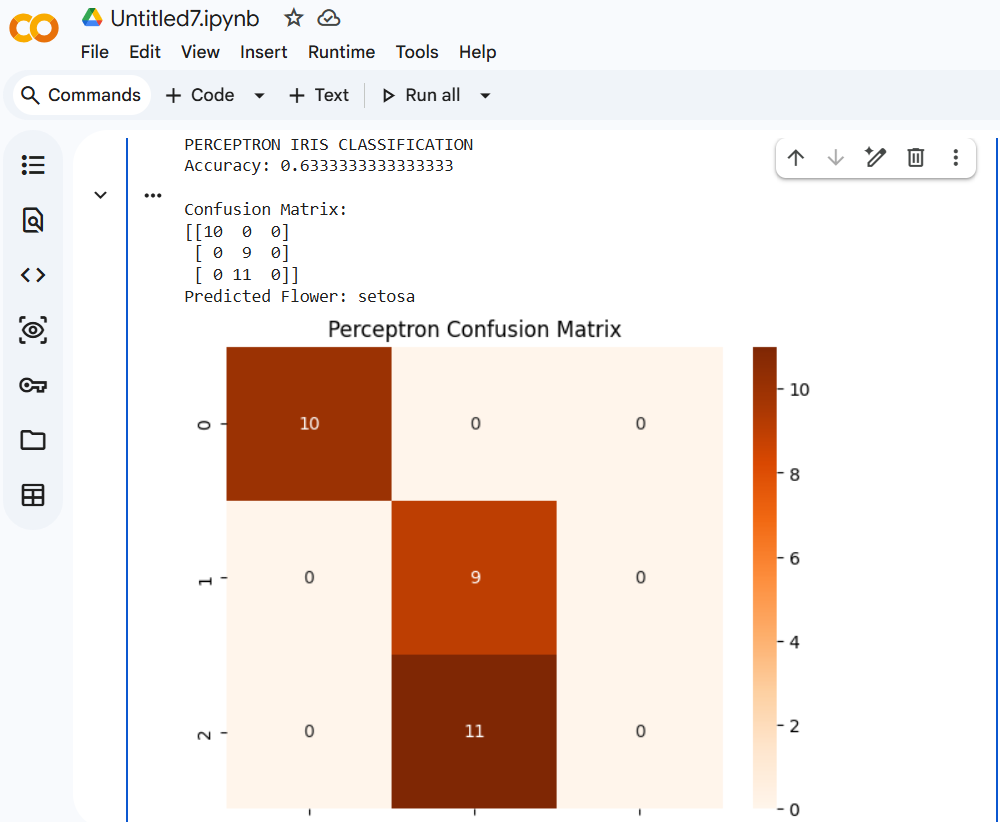 Untitled7.ipynb
File Edit View Insert Runtime Tools Help
Commands + Code + Text Run all
PERCEPTRON IRIS CLASSIFICATION
Accuracy: 0.6333333333333333
Confusion Matrix:
[[10  0  0]
 [ 0  9  0]
 [ 0 11  0]]
Predicted Flower: setosa
Perceptron Confusion Matrix
0 10 0 0
1 0 9 0
2 0 11 0
10
8
6
4
2
0